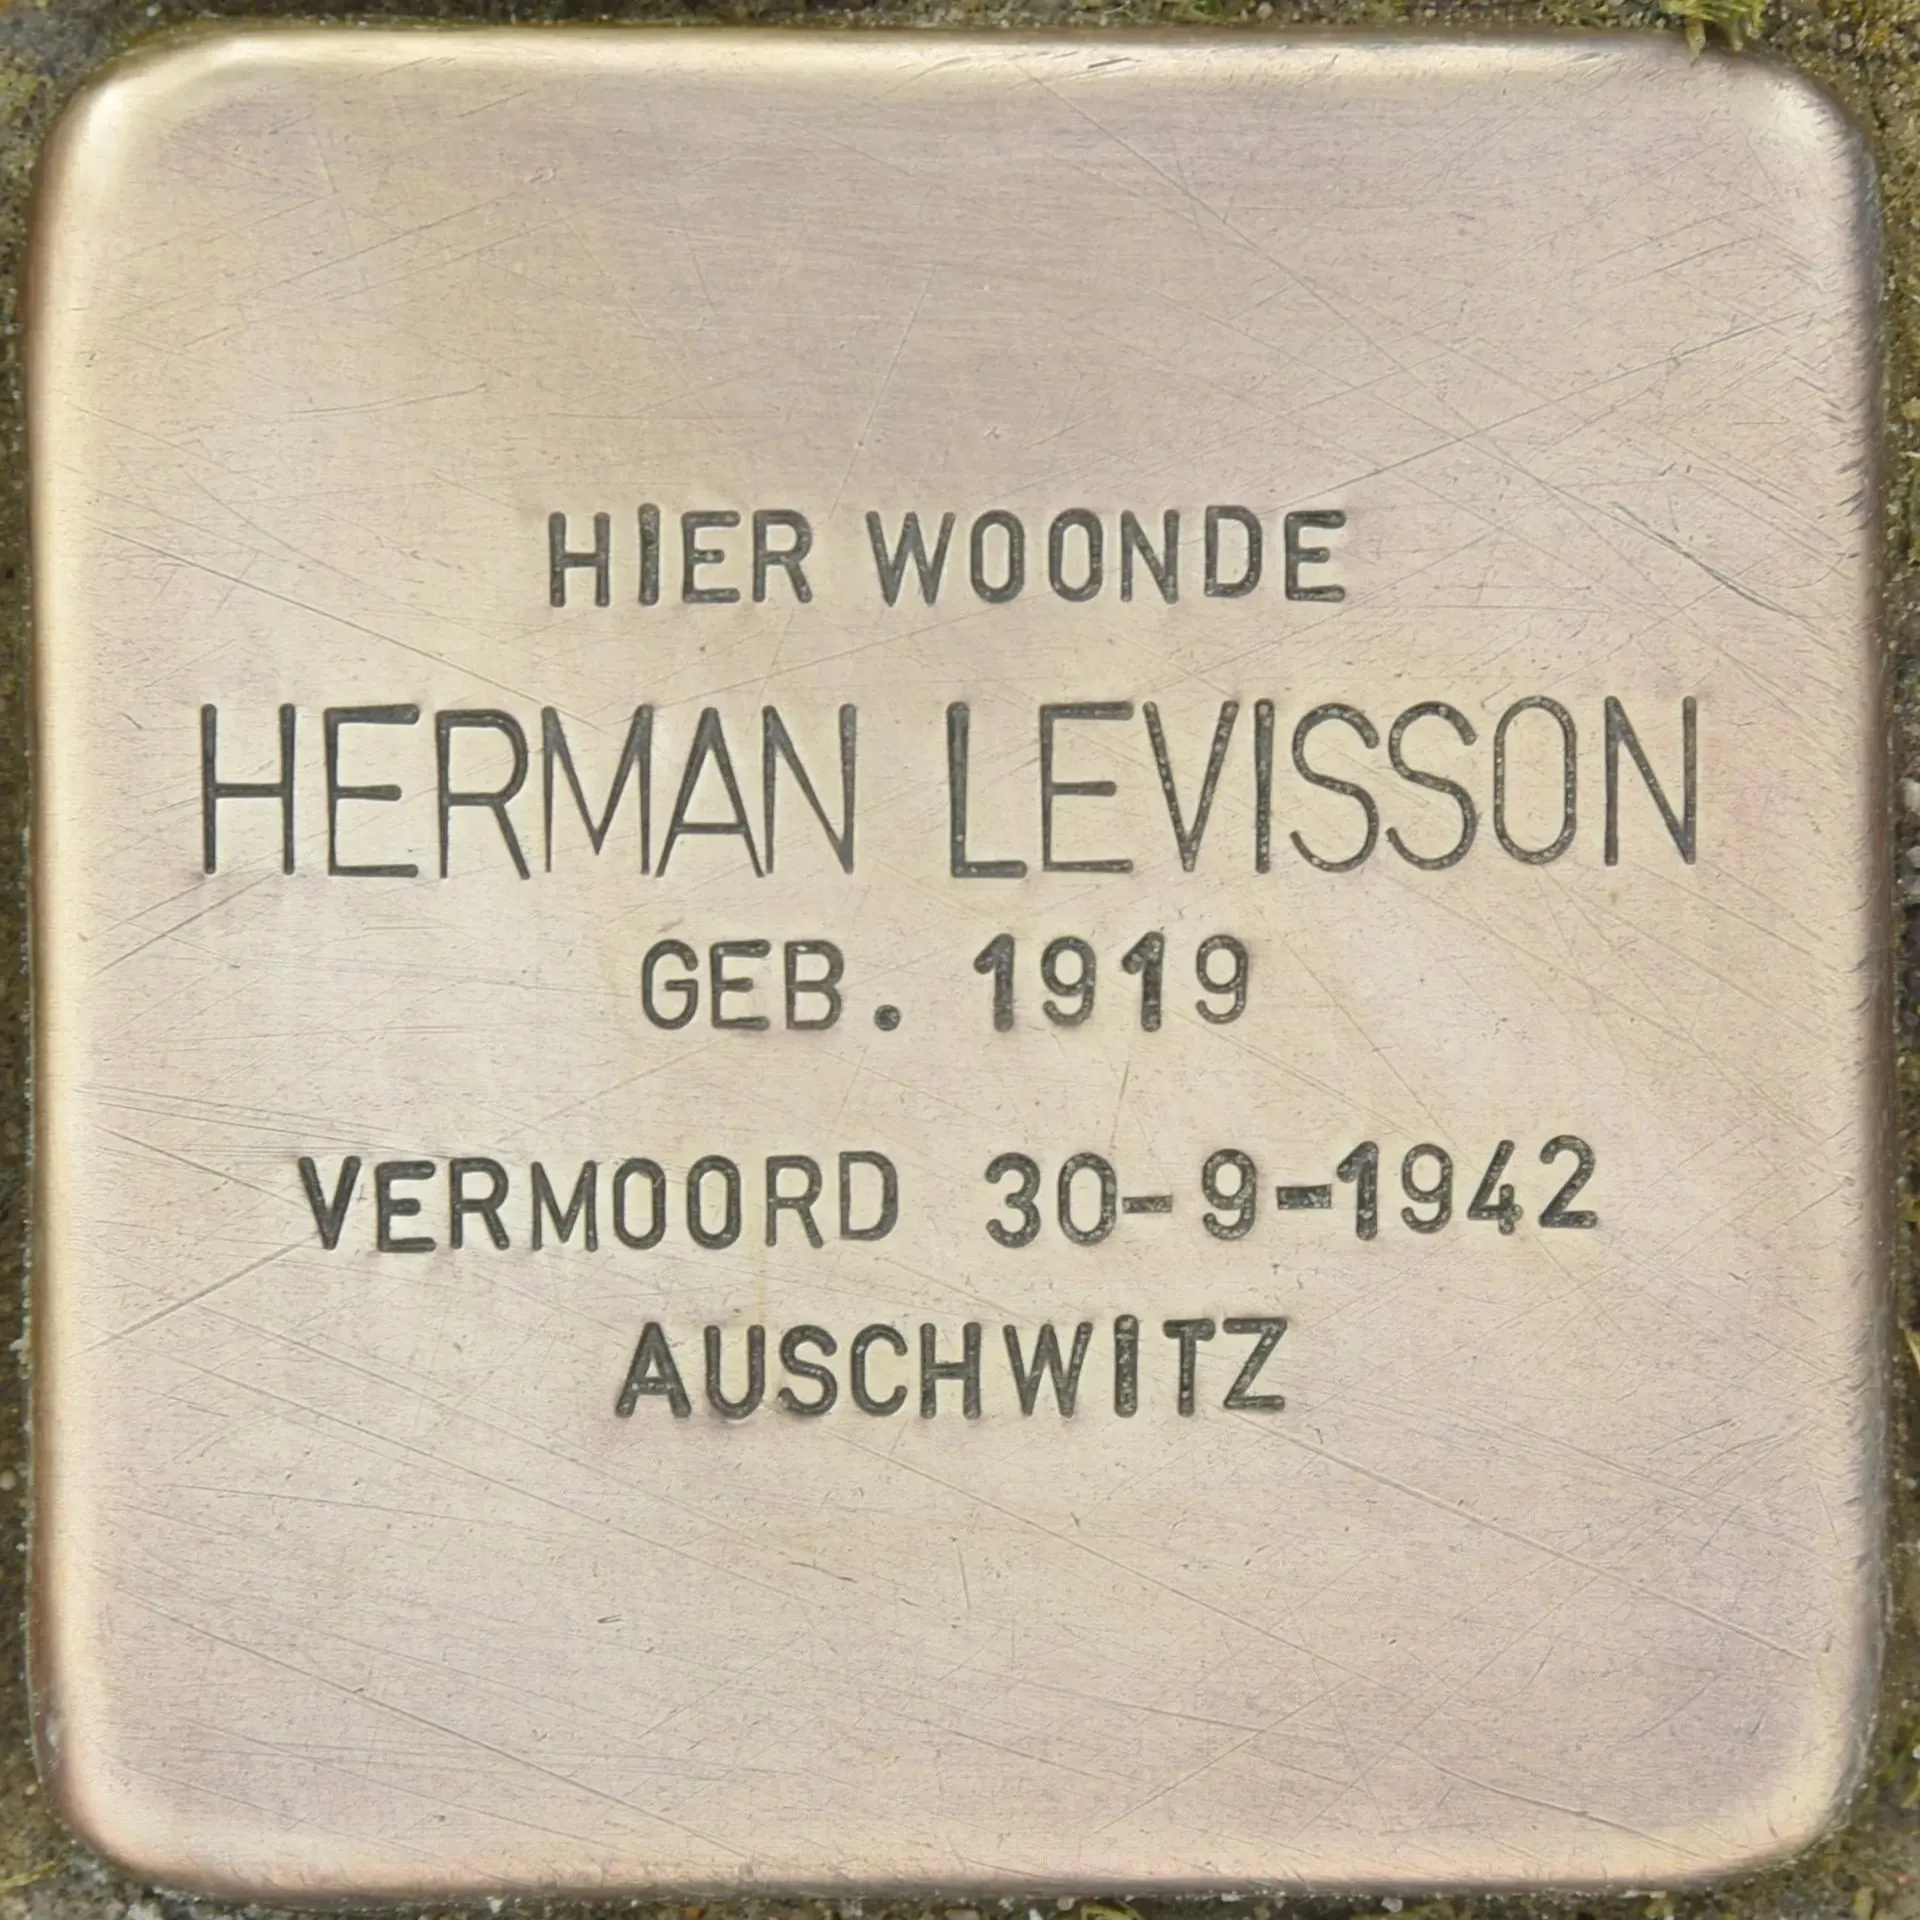 HIER WOONDE
HERMAN LEVISSON
GEB. 1919
VERMOORD 30-9-1942
AUSCHWITZ